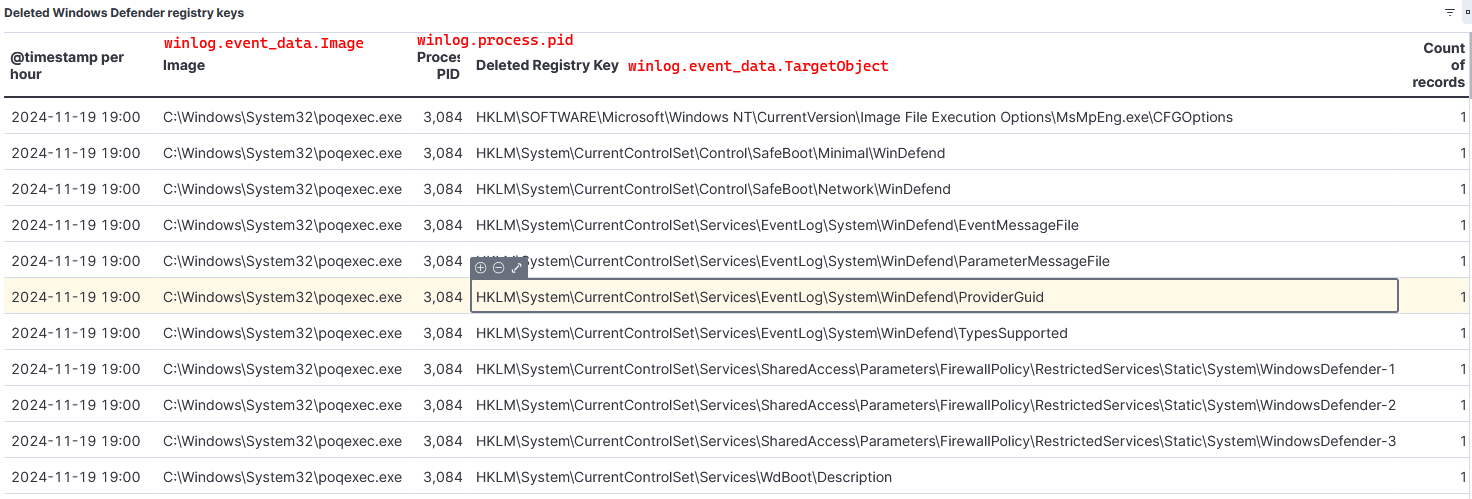 Deleted Windows Defender registry keys
winlog.event_data.Image winlog.process.pid
@timestamp per hour Image Process PID Deleted Registry Key winlog.event_data.TargetObject Count of records
2024-11-19 19:00 C:\Windows\System32\poqexec.exe 3,084 HKLM\SOFTWARE\Microsoft\Windows NT\CurrentVersion\Image File Execution Options\MsMpEng.exe\CFGOptions 1
2024-11-19 19:00 C:\Windows\System32\poqexec.exe 3,084 HKLM\System\CurrentControlSet\Control\SafeBoot\Minimal\WinDefend 1
2024-11-19 19:00 C:\Windows\System32\poqexec.exe 3,084 HKLM\System\CurrentControlSet\Control\SafeBoot\Network\WinDefend 1
2024-11-19 19:00 C:\Windows\System32\poqexec.exe 3,084 HKLM\System\CurrentControlSet\Services\EventLog\System\WinDefend\EventMessageFile 1
2024-11-19 19:00 C:\Windows\System32\poqexec.exe 3,084 HKLM\System\CurrentControlSet\Services\EventLog\System\WinDefend\ParameterMessageFile 1
2024-11-19 19:00 C:\Windows\System32\poqexec.exe 3,084 HKLM\System\CurrentControlSet\Services\EventLog\System\WinDefend\ProviderGuid 1
2024-11-19 19:00 C:\Windows\System32\poqexec.exe 3,084 HKLM\System\CurrentControlSet\Services\EventLog\System\WinDefend\TypesSupported 1
2024-11-19 19:00 C:\Windows\System32\poqexec.exe 3,084 HKLM\System\CurrentControlSet\Services\SharedAccess\Parameters\FirewallPolicy\RestrictedServices\Static\System\WindowsDefender-1 1
2024-11-19 19:00 C:\Windows\System32\poqexec.exe 3,084 HKLM\System\CurrentControlSet\Services\SharedAccess\Parameters\FirewallPolicy\RestrictedServices\Static\System\WindowsDefender-2 1
2024-11-19 19:00 C:\Windows\System32\poqexec.exe 3,084 HKLM\System\CurrentControlSet\Services\SharedAccess\Parameters\FirewallPolicy\RestrictedServices\Static\System\WindowsDefender-3 1
2024-11-19 19:00 C:\Windows\System32\poqexec.exe 3,084 HKLM\System\CurrentControlSet\Services\WdBoot\Description 1